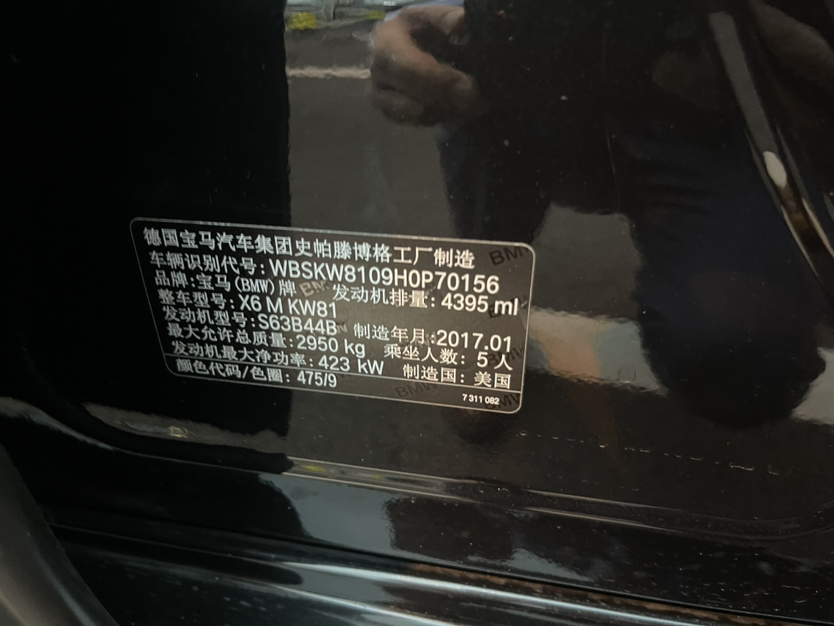 德国宝马汽车集团史帕滕博格工厂制造
车辆识别代号: WBSKW8109H0P70156
品牌: 宝马(BMW)牌 发动机排量: 4395 ml
整车型号: X6 M KW81
发动机型号: S63B44B 制造年月: 2017.01
最大允许总质量: 2950 kg 乘坐人数: 5 人
发动机最大净功率: 423 kW 制造国: 美国
颜色代码/色圈: 475/9
7 311 082